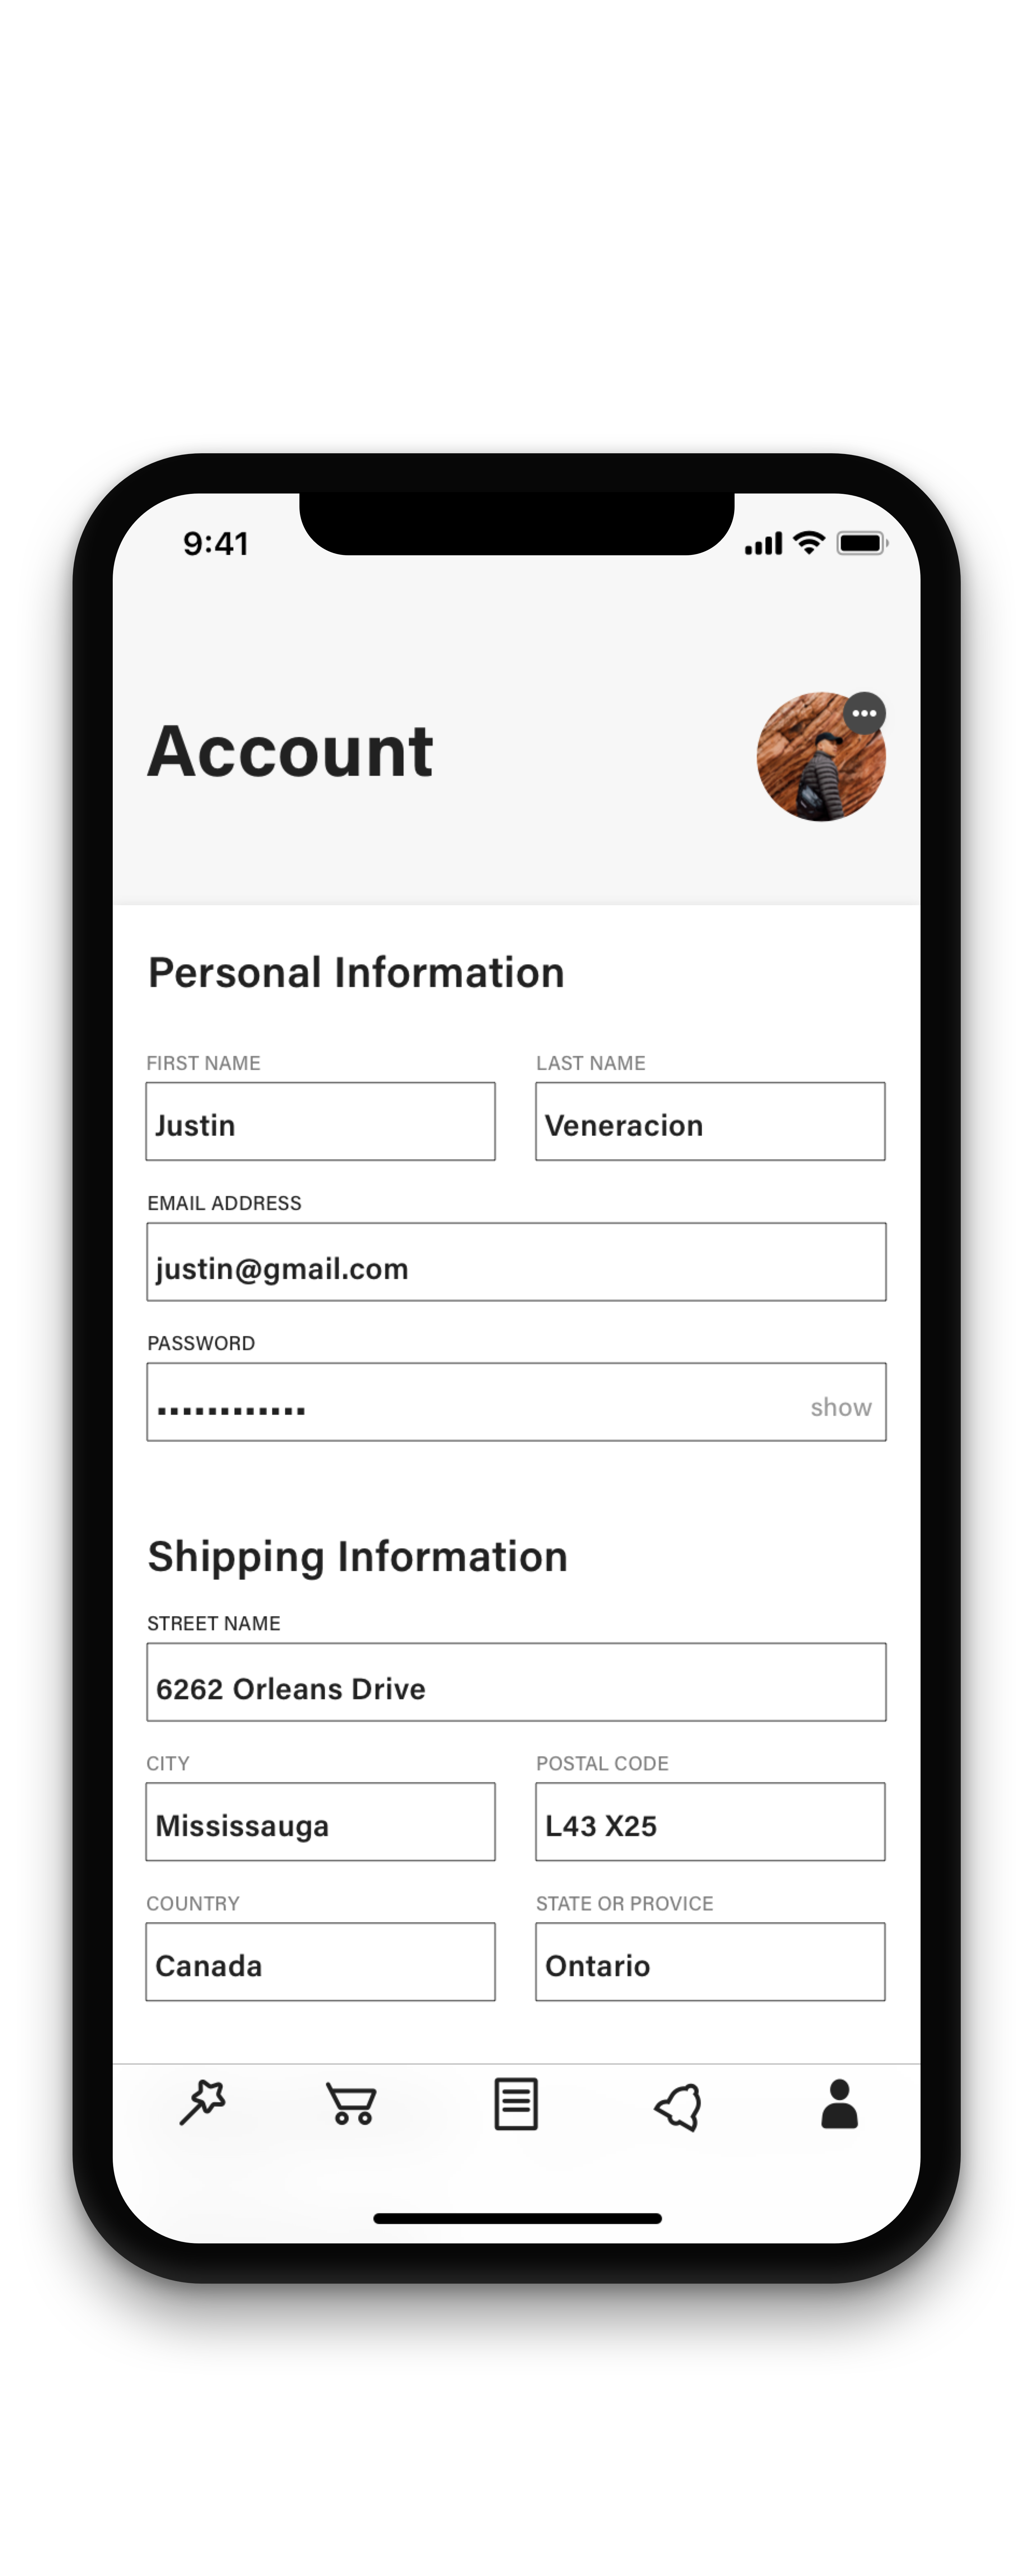 9:41
Account
Personal Information
FIRST NAME LAST NAME
Justin Veneracion
EMAIL ADDRESS
justin@gmail.com
PASSWORD
............ show
Shipping Information
STREET NAME
6262 Orleans Drive
CITY POSTAL CODE
Mississauga L43 X25
COUNTRY STATE OR PROVICE
Canada Ontario